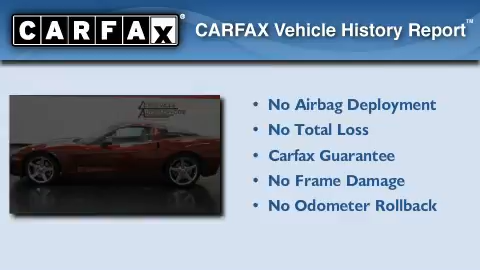 CARFAX®
CARFAX Vehicle History Report™
• No Airbag Deployment
• No Total Loss
• Carfax Guarantee
• No Frame Damage
• No Odometer Rollback